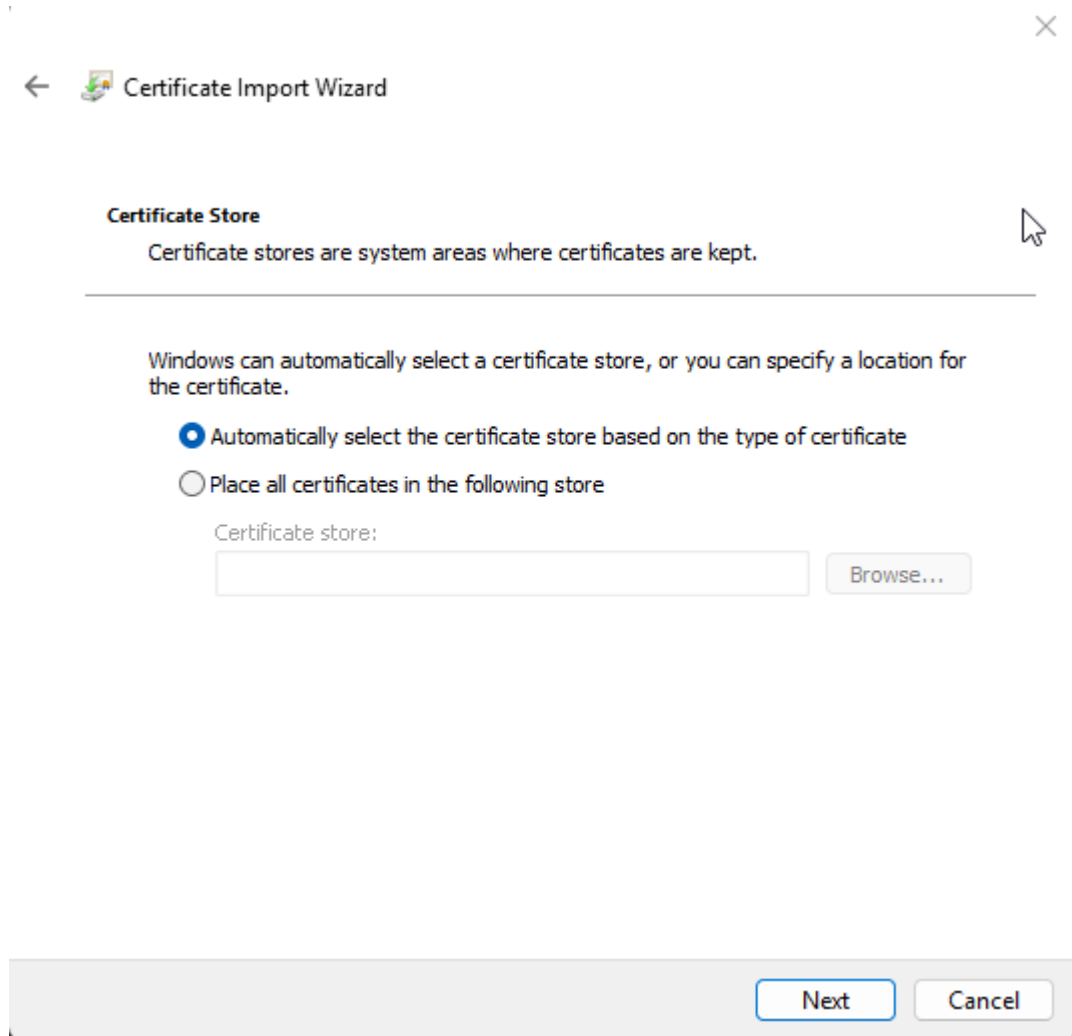 Certificate Import Wizard
Certificate Store
Certificate stores are system areas where certificates are kept.
Windows can automatically select a certificate store, or you can specify a location for
the certificate.
Automatically select the certificate store based on the type of certificate
Place all certificates in the following store
Certificate store:
Browse...
Next
Cancel